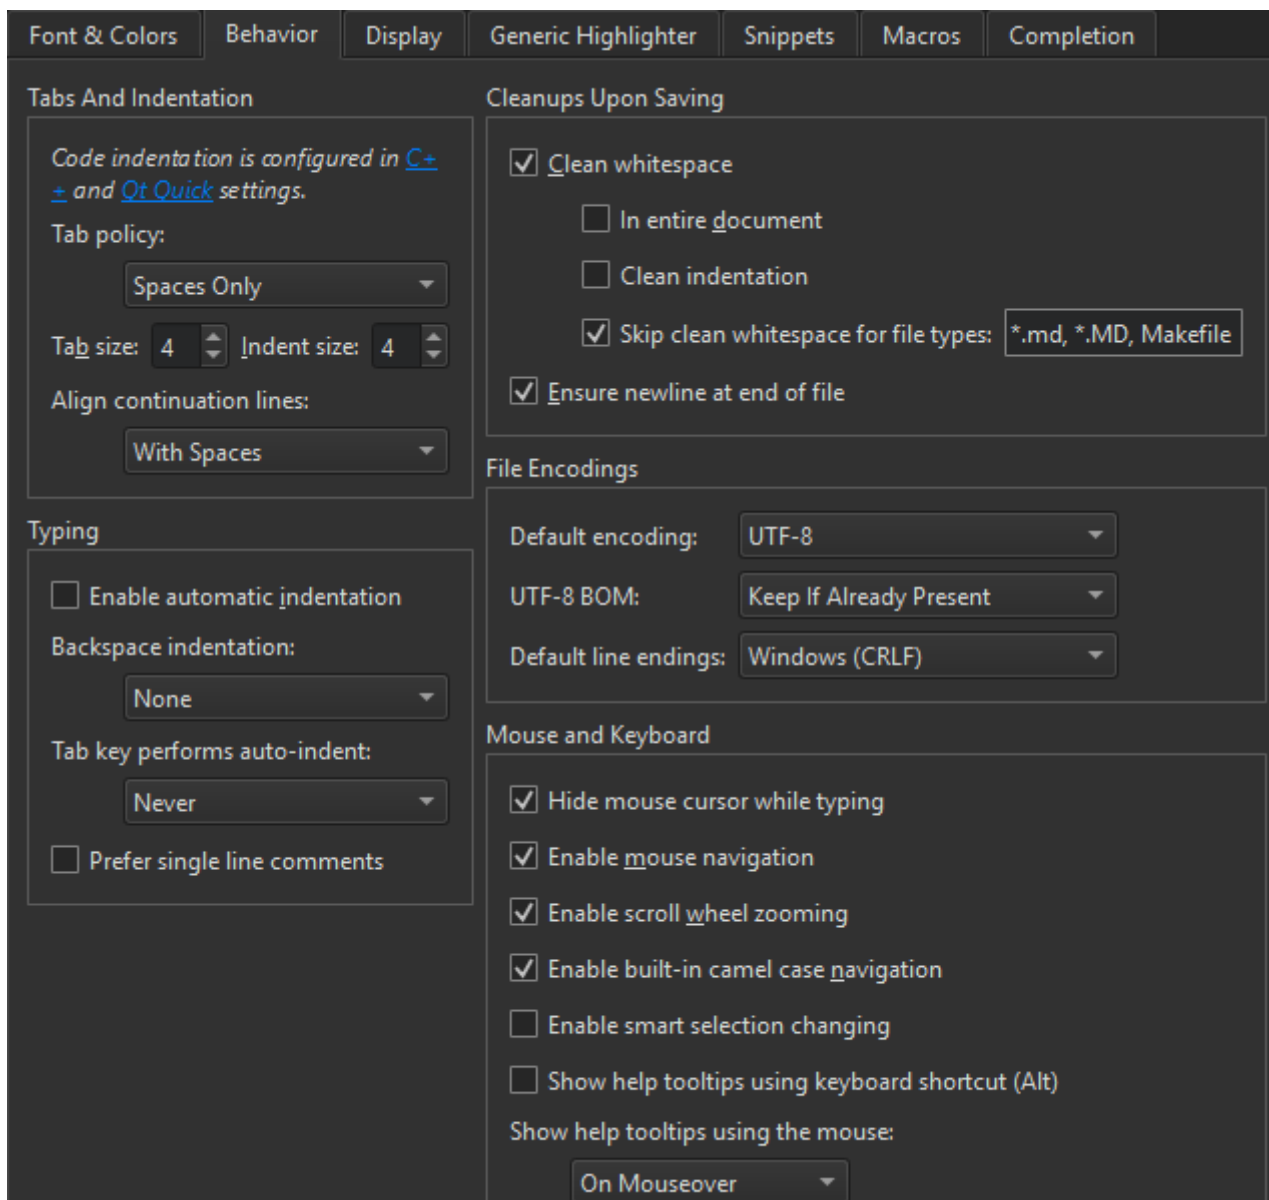 Font & Colors
Behavior
Display
Generic Highlighter
Snippets
Macros
Completion
Tabs And Indentation
Code indentation is configured in C+
+ and Qt Quick settings.
Tab policy:
Spaces Only
Tab size: 4 Indent size: 4
Align continuation lines:
With Spaces
Typing
Enable automatic indentation
Backspace indentation:
None
Tab key performs auto-indent:
Never
Prefer single line comments
Cleanups Upon Saving
Clean whitespace
In entire document
Clean indentation
Skip clean whitespace for file types: *.md, *.MD, Makefile
Ensure newline at end of file
File Encodings
Default encoding: UTF-8
UTF-8 BOM: Keep If Already Present
Default line endings: Windows (CRLF)
Mouse and Keyboard
Hide mouse cursor while typing
Enable mouse navigation
Enable scroll wheel zooming
Enable built-in camel case navigation
Enable smart selection changing
Show help tooltips using keyboard shortcut (Alt)
Show help tooltips using the mouse:
On Mouseover